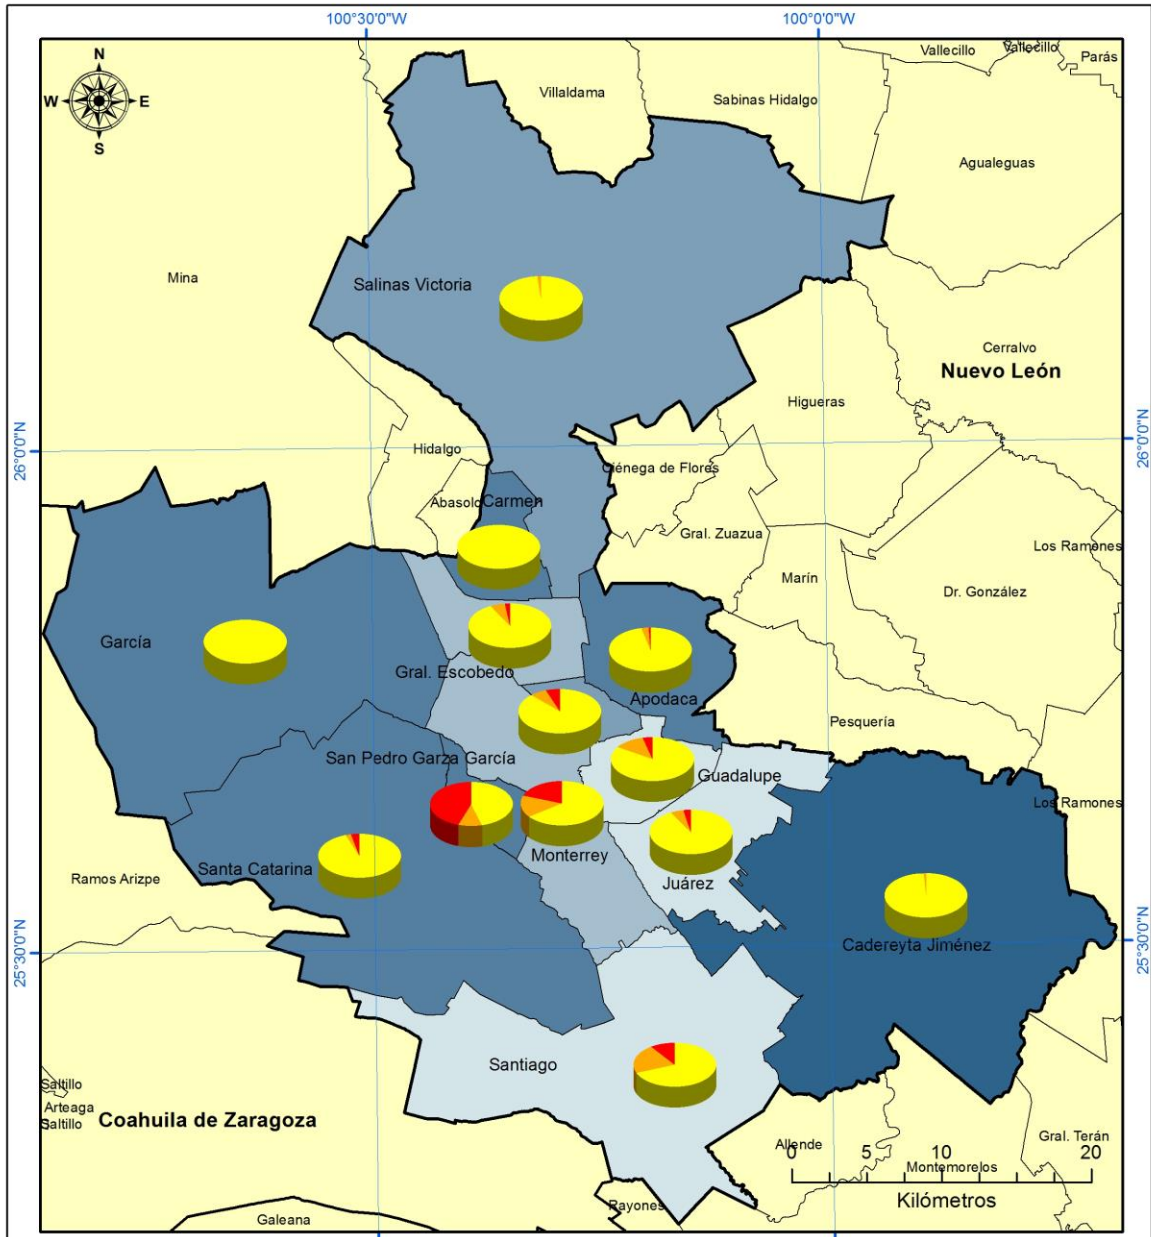 100°30'0"W
100°0'0"W
N
W
E
S
Villaldama
Vallecillo
Vallecillo
Parás
Sabinas Hidalgo
Agualeguas
Mina
Salinas Victoria
Cerralvo
Nuevo León
Higueras
26°0'0"N
26°0'0"N
Hidalgo
Ciénega de Flores
Abasolo
Carmen
Gral. Zuazua
Los Ramones
Marín
Dr. González
García
Gral. Escobedo
Apodaca
Pesquería
San Pedro Garza García
Guadalupe
Los Ramones
Monterrey
Santa Catarina
Ramos Arizpe
Juárez
Cadereyta Jiménez
25°30'0"N
25°30'0"N
Santiago
Saltillo
Arteaga
Saltillo
Coahuila de Zaragoza
Allende
Gral. Terán
0 5 10 20
Montemorelos
Kilómetros
Rayones
Galeana